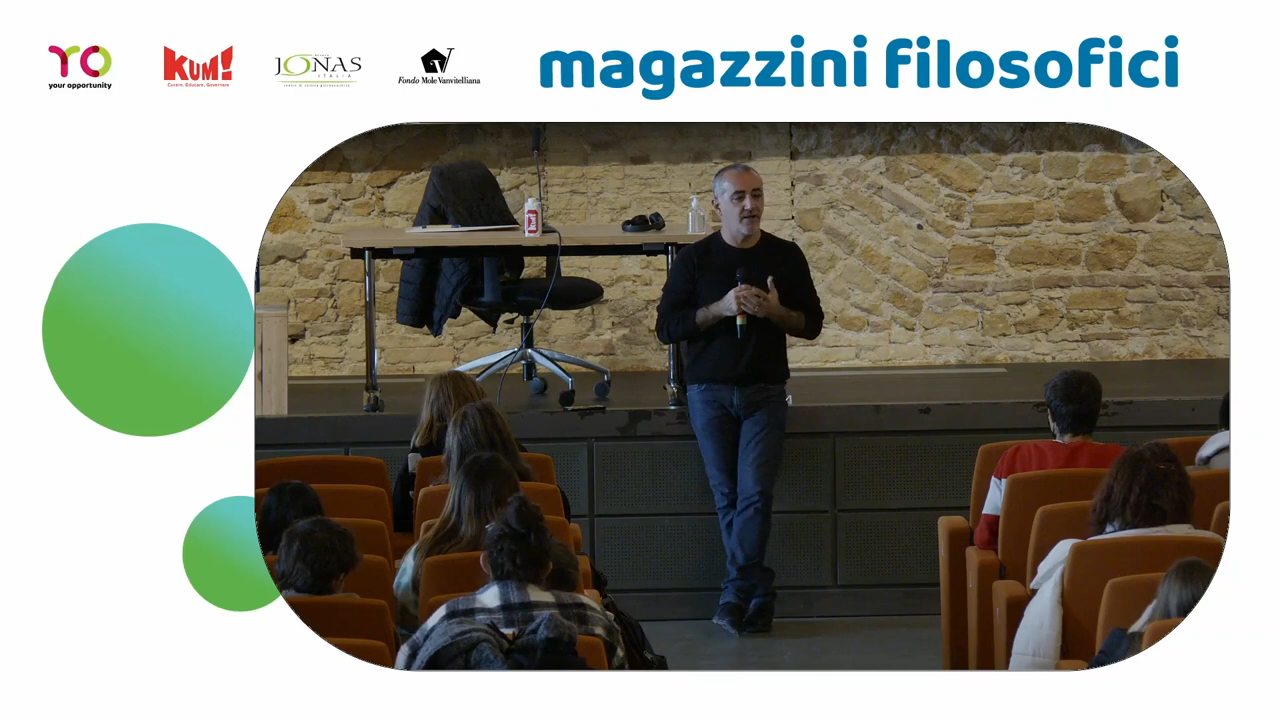 YO
your opportunity
KUM!
Curare, Educare, Governare
JONAS
ITALIA
V
Fondo Mole Vanvitelliana
magazzini filosofici